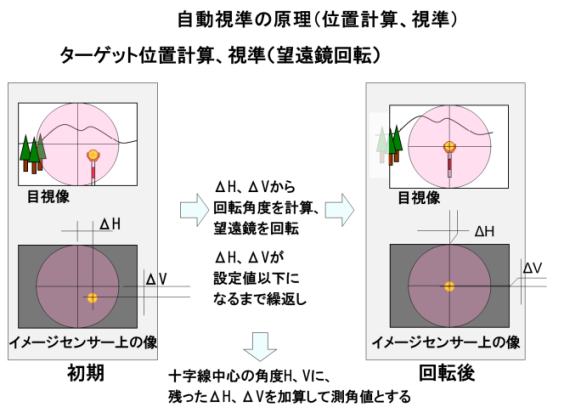 自動視準の原理（位置計算、視準）
ターゲット位置計算、視準（望遠鏡回転）
目視像
ΔH
ΔV
イメージセンサー上の像
初期
ΔH、ΔVから
回転角度を計算、
望遠鏡を回転
ΔH、ΔVが
設定値以下に
なるまで繰返し
目視像
ΔH
ΔV
イメージセンサー上の像
回転後
十字線中心の角度H、Vに、
残ったΔH、ΔVを加算して測角値とする